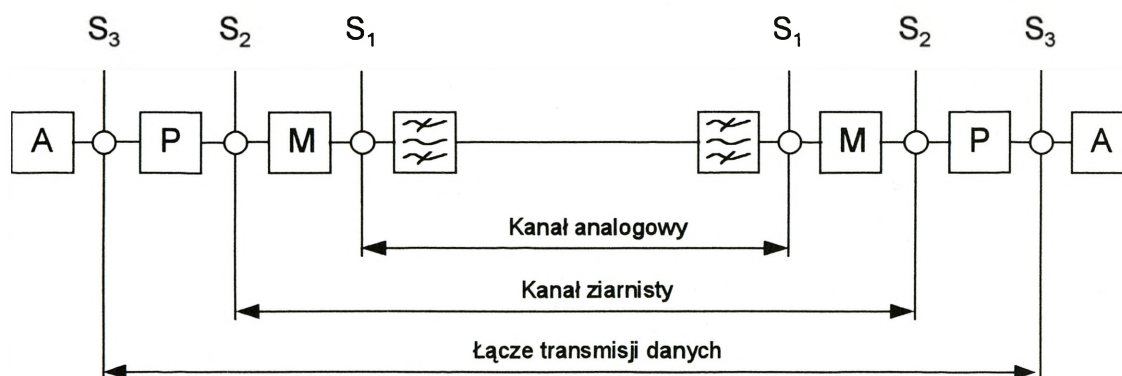 S₃ S₂ S₁ S₁ S₂ S₃
A P M M P A
Kanał analogowy
Kanał ziarnisty
Łącze transmisji danych